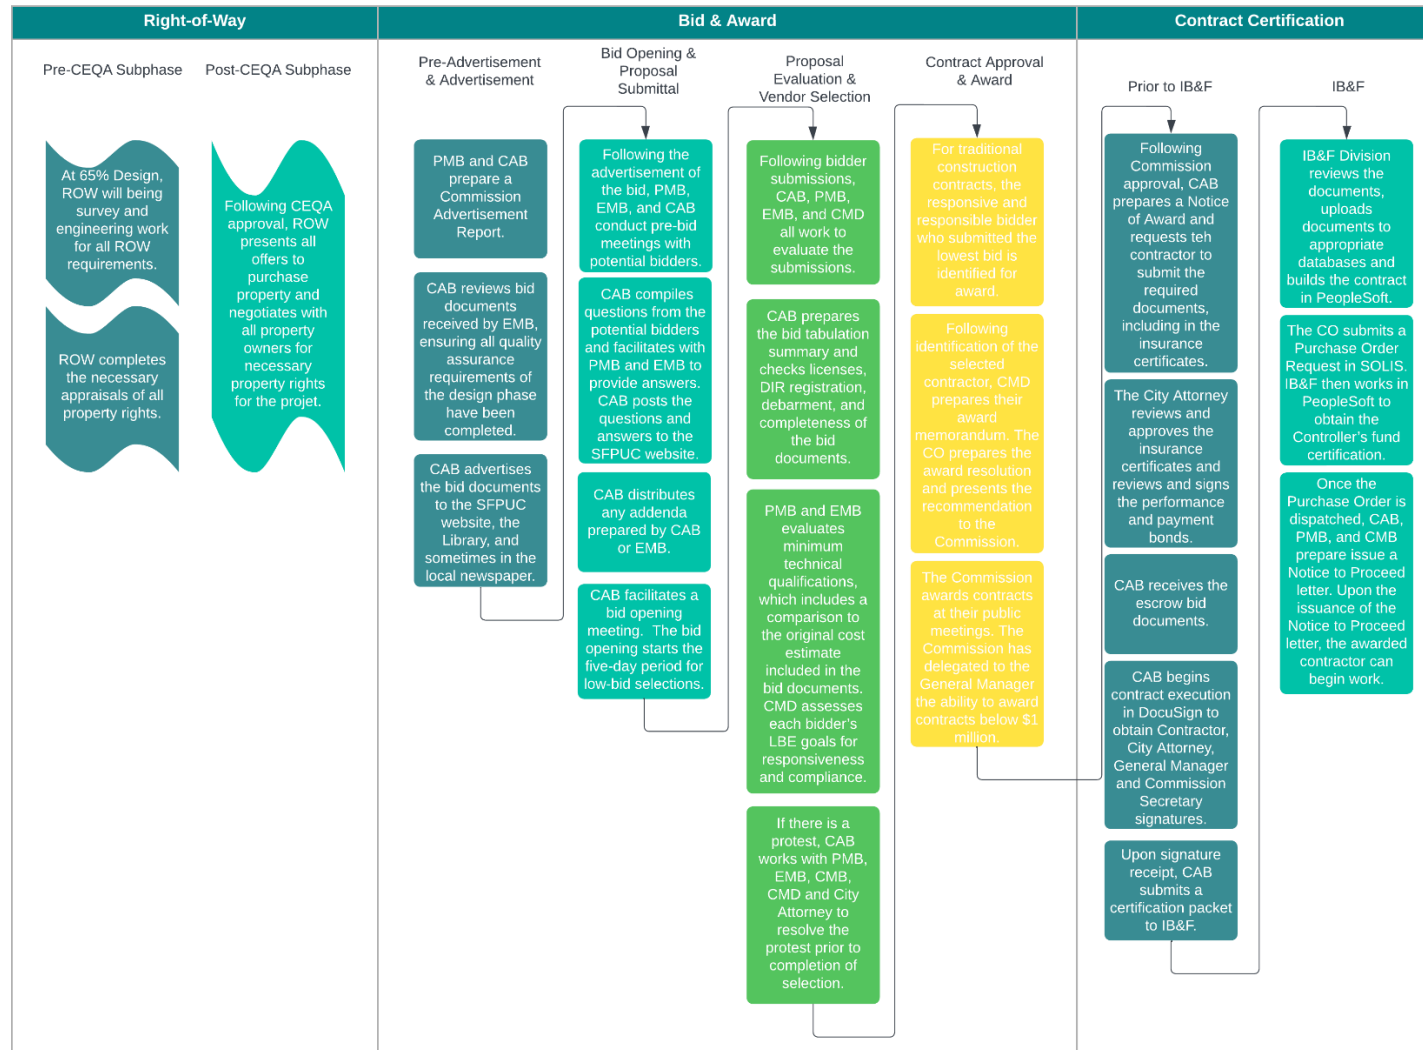 Right-of-Way
Bid & Award
Contract Certification
Pre-CEQA Subphase
Post-CEQA Subphase
At 65% Design,
ROW will being
survey and
engineering work
for all ROW
requirements.
ROW completes
the necessary
appraisals of all
property rights.
Following CEQA
approval, ROW
presents all
offers to
purchase
property and
negotiates with
all property
owners for
necessary
property rights
for the projet.
Pre-Advertisement
& Advertisement
PMB and CAB
prepare a
Commission
Advertisement
Report.
CAB reviews bid
documents
received by EMB,
ensuring all quality
assurance
requirements of
the design phase
have been
completed.
CAB advertises
the bid documents
to the SFPUC
website, the
Library, and
sometimes in the
local newspaper.
Bid Opening &
Proposal
Submittal
Following the
advertisement of
the bid, PMB,
EMB, and CAB
conduct pre-bid
meetings with
potential bidders.
CAB compiles
questions from the
potential bidders
and facilitates with
PMB and EMB to
provide answers.
CAB posts the
questions and
answers to the
SFPUC website.
CAB distributes
any addenda
prepared by CAB
or EMB.
CAB facilitates a
bid opening
meeting. The bid
opening starts the
five-day period for
low-bid selections.
Proposal
Evaluation &
Vendor Selection
Following bidder
submissions,
CAB, PMB,
EMB, and CMD
all work to
evaluate the
submissions.
CAB prepares
the bid tabulation
summary and
checks licenses,
DIR registration,
debarment, and
completeness of
the bid
documents.
PMB and EMB
evaluates
minimum
technical
qualifications,
which includes a
comparison to
the original cost
estimate
included in the
bid documents.
CMD assesses
each bidder's
LBE goals for
responsiveness
and compliance.
If there is a
protest, CAB
works with PMB,
EMB, CMB,
CMD and City
Attorney to
resolve the
protest prior to
completion of
selection.
Contract Approval
& Award
For traditional
construction
contracts, the
responsive and
responsible bidder
who submitted the
lowest bid is
identified for
award.
Following
identification of the
selected
contractor, CMD
prepares their
award
memorandum. The
CO prepares the
award resolution
and presents the
recommendation
to the
Commission.
The Commission
awards contracts
at their public
meetings. The
Commission has
delegated to the
General Manager
the ability to award
contracts below $1
million.
Prior to IB&F
Following
Commission
approval, CAB
prepares a Notice
of Award and
requests teh
contractor to
submit the
required
documents,
including in the
insurance
certificates.
The City Attorney
reviews and
approves the
insurance
certificates and
reviews and signs
the performance
and payment
bonds.
CAB receives the
escrow bid
documents.
CAB begins
contract execution
in DocuSign to
obtain Contractor,
City Attorney,
General Manager
and Commission
Secretary
signatures.
Upon signature
receipt, CAB
submits a
certification packet
to IB&F.
IB&F
IB&F Division
reviews the
documents,
uploads
documents to
appropriate
databases and
builds the contract
in PeopleSoft.
The CO submits a
Purchase Order
Request in SOLIS.
IB&F then works in
PeopleSoft to
obtain the
Controller's fund
certification.
Once the
Purchase Order is
dispatched, CAB,
PMB, and CMB
prepare issue a
Notice to Proceed
letter. Upon the
issuance of the
Notice to Proceed
letter, the awarded
contractor can
begin work.